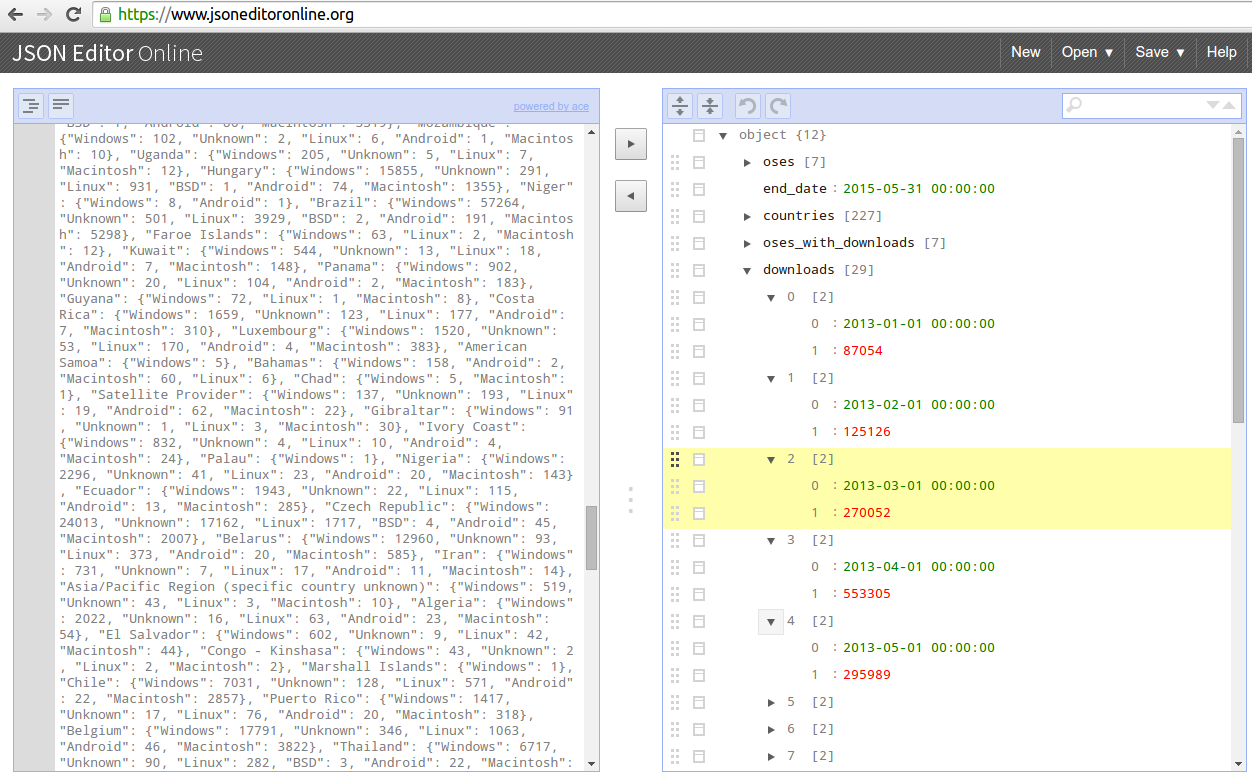 https://www.jsoneditoronline.org
JSON Editor Online
New
Open ▼
Save ▼
Help
powered by ace
{"Windows": 102, "Unknown": 2, "Linux": 6, "Android": 1, "Macintos
h": 10}, "Uganda": {"Windows": 205, "Unknown": 5, "Linux": 7,
"Macintosh": 12}, "Hungary": {"Windows": 15855, "Unknown": 291,
"Linux": 931, "BSD": 1, "Android": 74, "Macintosh": 1355}, "Niger"
: {"Windows": 8, "Android": 1}, "Brazil": {"Windows": 57264,
"Unknown": 501, "Linux": 3929, "BSD": 2, "Android": 191, "Macintos
h": 5298}, "Faroe Islands": {"Windows": 63, "Linux": 2, "Macintosh
": 12}, "Kuwait": {"Windows": 544, "Unknown": 13, "Linux": 18,
"Android": 7, "Macintosh": 148}, "Panama": {"Windows": 902,
"Unknown": 20, "Linux": 104, "Android": 2, "Macintosh": 183},
"Guyana": {"Windows": 72, "Linux": 1, "Macintosh": 8}, "Costa
Rica": {"Windows": 1659, "Unknown": 123, "Linux": 177, "Android":
7, "Macintosh": 310}, "Luxembourg": {"Windows": 1520, "Unknown":
53, "Linux": 170, "Android": 4, "Macintosh": 383}, "American
Samoa": {"Windows": 5}, "Bahamas": {"Windows": 158, "Android": 2,
"Macintosh": 60, "Linux": 6}, "Chad": {"Windows": 5, "Macintosh":
1}, "Satellite Provider": {"Windows": 137, "Unknown": 193, "Linux"
: 19, "Android": 62, "Macintosh": 22}, "Gibraltar": {"Windows": 91
, "Unknown": 1, "Linux": 3, "Macintosh": 30}, "Ivory Coast":
{"Windows": 832, "Unknown": 4, "Linux": 10, "Android": 4,
"Macintosh": 24}, "Palau": {"Windows": 1}, "Nigeria": {"Windows":
2296, "Unknown": 41, "Linux": 23, "Android": 20, "Macintosh": 143}
, "Ecuador": {"Windows": 1943, "Unknown": 22, "Linux": 115,
"Android": 13, "Macintosh": 285}, "Czech Republic": {"Windows":
24013, "Unknown": 17162, "Linux": 1717, "BSD": 4, "Android": 45,
"Macintosh": 2007}, "Belarus": {"Windows": 12960, "Unknown": 93,
"Linux": 373, "Android": 20, "Macintosh": 585}, "Iran": {"Windows"
: 731, "Unknown": 7, "Linux": 17, "Android": 11, "Macintosh": 14},
"Asia/Pacific Region (specific country unknown)": {"Windows": 519,
"Unknown": 43, "Linux": 3, "Macintosh": 10}, "Algeria": {"Windows"
: 2022, "Unknown": 16, "Linux": 63, "Android": 23, "Macintosh":
54}, "El Salvador": {"Windows": 602, "Unknown": 9, "Linux": 42,
"Macintosh": 44}, "Congo - Kinshasa": {"Windows": 43, "Unknown": 2
, "Linux": 2, "Macintosh": 2}, "Marshall Islands": {"Windows": 1},
"Chile": {"Windows": 7031, "Unknown": 128, "Linux": 571, "Android"
: 22, "Macintosh": 2857}, "Puerto Rico": {"Windows": 1417,
"Unknown": 17, "Linux": 76, "Android": 20, "Macintosh": 318},
"Belgium": {"Windows": 17791, "Unknown": 346, "Linux": 1063,
"Android": 46, "Macintosh": 3822}, "Thailand": {"Windows": 6717,
"Unknown": 90, "Linux": 282, "BSD": 3, "Android": 22, "Macintosh":
object {12}
oses [7]
end_date : 2015-05-31 00:00:00
countries [227]
oses_with_downloads [7]
downloads [29]
0 [2]
0 : 2013-01-01 00:00:00
1 : 87054
1 [2]
0 : 2013-02-01 00:00:00
1 : 125126
2 [2]
0 : 2013-03-01 00:00:00
1 : 270052
3 [2]
0 : 2013-04-01 00:00:00
1 : 553305
4 [2]
0 : 2013-05-01 00:00:00
1 : 295989
5 [2]
6 [2]
7 [2]